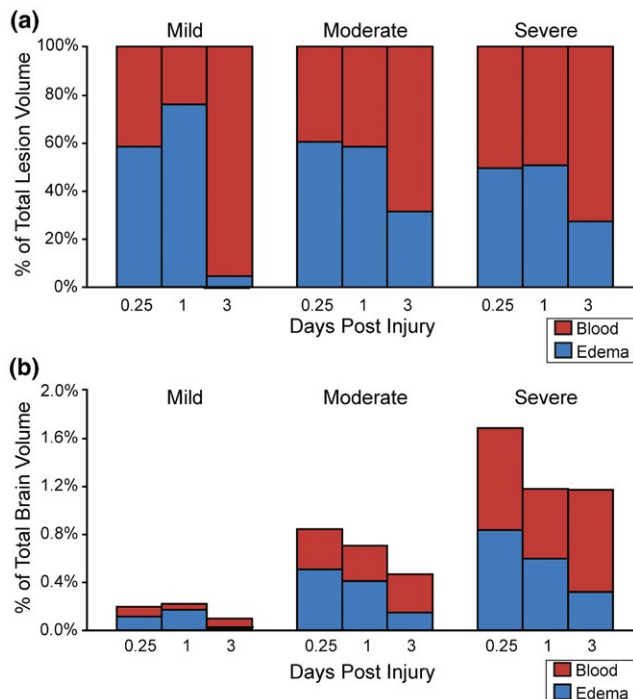 (a)
Mild Moderate Severe
% of Total Lesion Volume
100%
80%
60%
40%
20%
0%
0.25 1 3 0.25 1 3 0.25 1 3
Days Post Injury
Blood
Edema
(b)
Mild Moderate Severe
% of Total Brain Volume
2.0%
1.6%
1.2%
0.8%
0.4%
0.0%
0.25 1 3 0.25 1 3 0.25 1 3
Days Post Injury
Blood
Edema